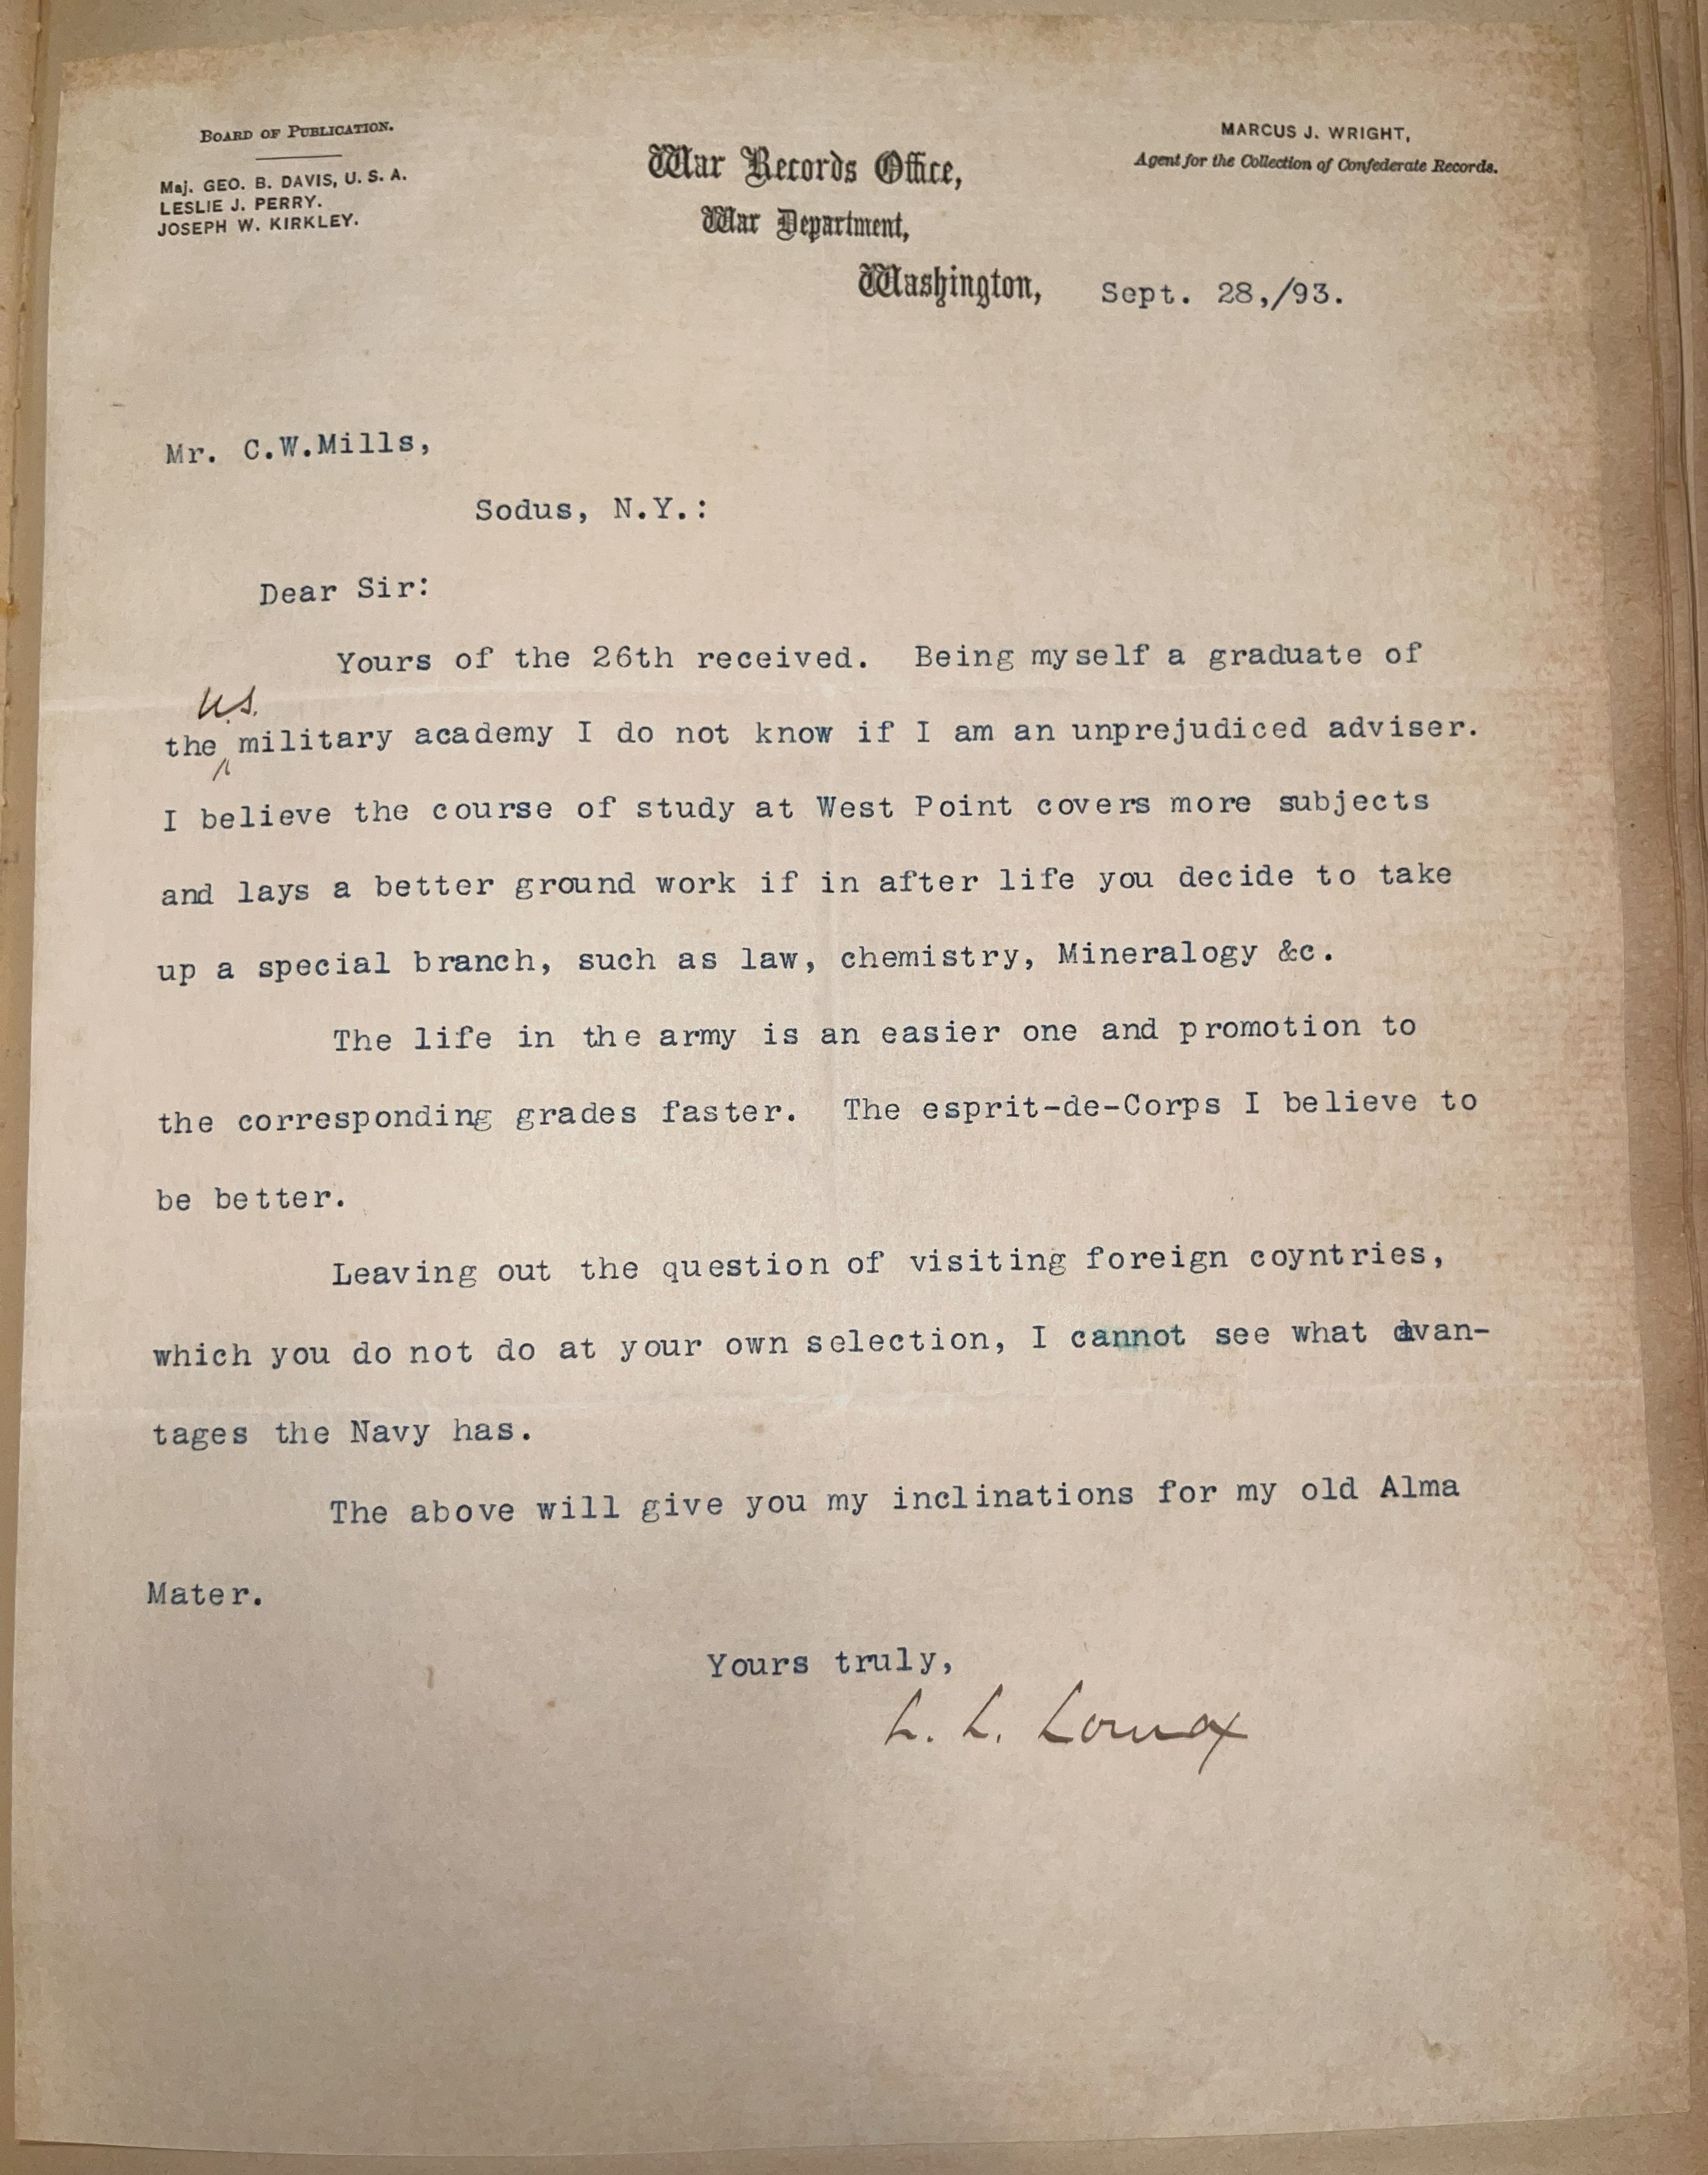 BOARD OF PUBLICATION.
Maj. GEO. B. DAVIS, U. S. A.
LESLIE J. PERRY.
JOSEPH W. KIRKLEY.
War Records Office,
War Department,
Washington, Sept. 28,/93.
MARCUS J. WRIGHT,
Agent for the Collection of Confederate Records.
Mr. C.W.Mills,
Sodus, N.Y.:
Dear Sir:
Yours of the 26th received. Being myself a graduate of
U.S.
the military academy I do not know if I am an unprejudiced adviser.
I believe the course of study at West Point covers more subjects
and lays a better ground work if in after life you decide to take
up a special branch, such as law, chemistry, Mineralogy &c.
The life in the army is an easier one and promotion to
the corresponding grades faster. The esprit-de-Corps I believe to
be better.
Leaving out the question of visiting foreign coyntries,
which you do not do at your own selection, I cannot see what advan-
tages the Navy has.
The above will give you my inclinations for my old Alma
Mater.
Yours truly,
L. L. Lomax